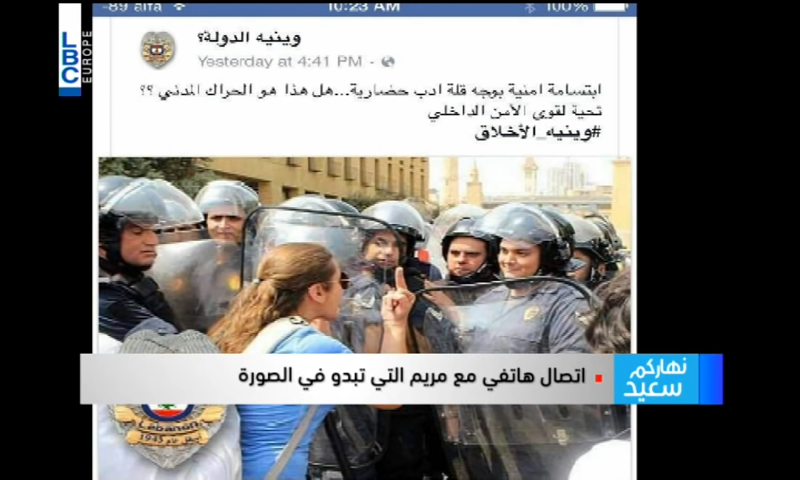 -89 alfa
10:23 AM
100%
LBC
EUROPE
وينيه الدولة؟
Yesterday at 4:41 PM -
ابتسامة امنية بوجه قلة ادب حضارية...هل هذا هو الحراك المدني ؟؟
تحية لقوى الأمن الداخلي
#وينيه_الأخلاق
اتصال هاتفي مع مريم التي تبدو في الصورة
نهاركم
سعيد
Lebanon
1945